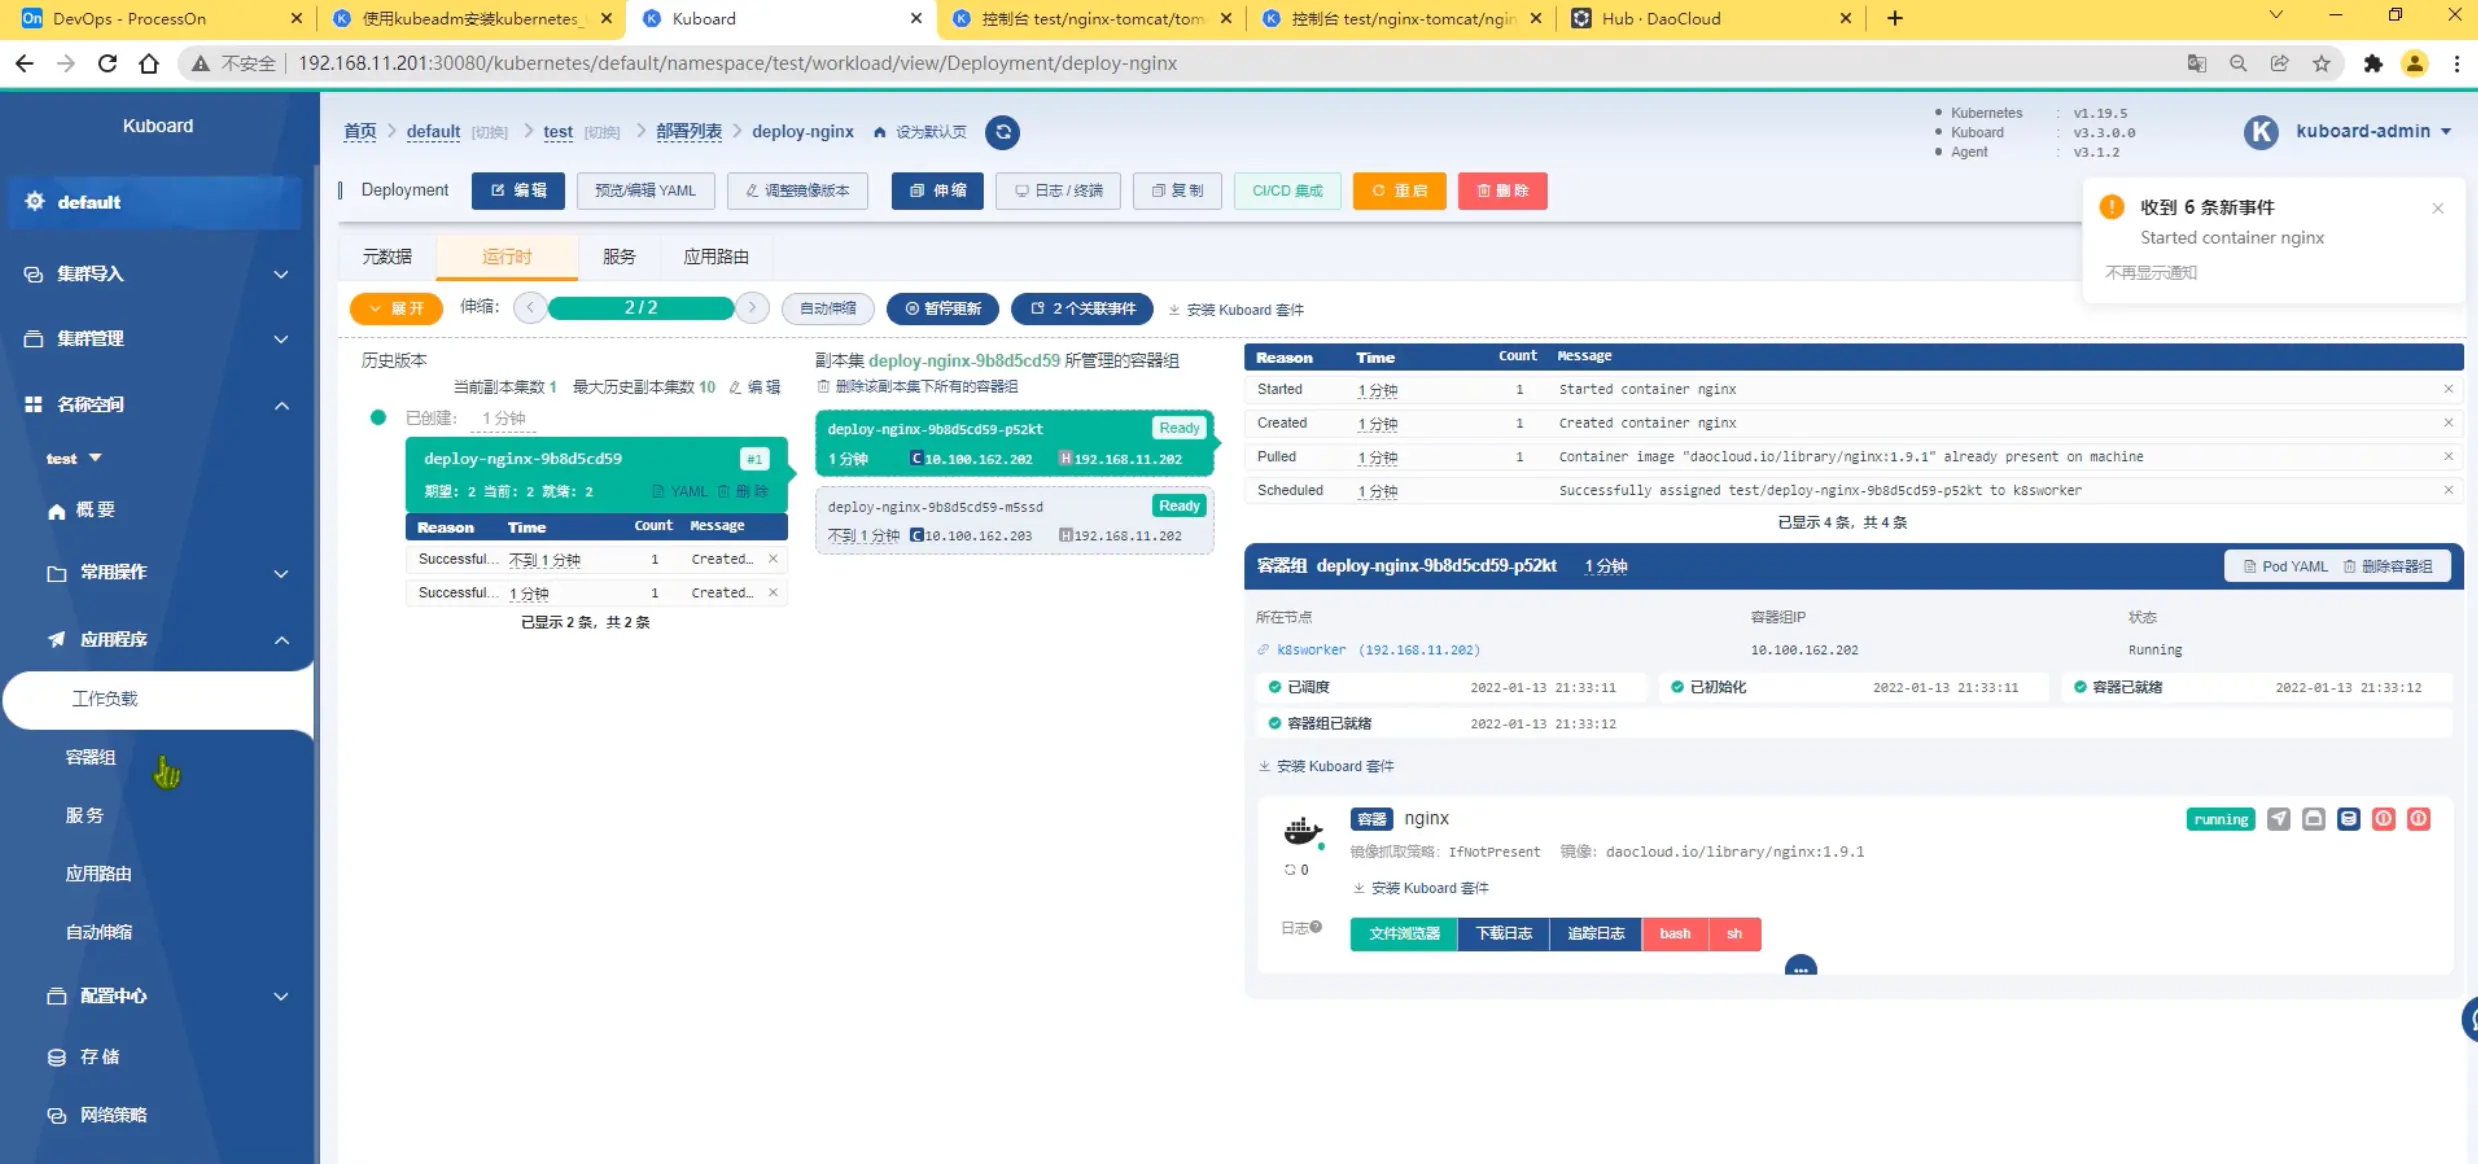 DevOps - ProcessOn
使用kubeadm安装kubernetes_
Kuboard
控制台 test/nginx-tomcat/tom
控制台 test/nginx-tomcat/ngin
Hub · DaoCloud
不安全
192.168.11.201:30080/kubernetes/default/namespace/test/workload/view/Deployment/deploy-nginx
Kuboard
default
集群导入
集群管理
名称空间
test
概要
常用操作
应用程序
工作负载
容器组
服务
应用路由
自动伸缩
配置中心
存储
网络策略
首页 > default [切换] > test [切换] > 部署列表 > deploy-nginx 设为默认页
Kubernetes : v1.19.5
Kuboard : v3.3.0.0
Agent : v3.1.2
K kuboard-admin
Deployment 编辑 预览/编辑 YAML 调整镜像版本 伸缩 日志 / 终端 复制 CI/CD 集成 重启 删除
收到 6 条新事件
Started container nginx
不再显示通知
元数据 运行时 服务 应用路由
展开 伸缩: 2 / 2 自动伸缩 暂停更新 2 个关联事件 安装 Kuboard 套件
历史版本
当前副本集数 1 最大历史副本集数 10 编辑
已创建: 1 分钟
deploy-nginx-9b8d5cd59 #1
期望: 2 当前: 2 就绪: 2 YAML 删除
Reason Time Count Message
Successful... 不到 1 分钟 1 Created...
Successful... 1 分钟 1 Created...
已显示 2 条，共 2 条
副本集 deploy-nginx-9b8d5cd59 所管理的容器组
删除该副本集下所有的容器组
deploy-nginx-9b8d5cd59-p52kt Ready
1 分钟 C 10.100.162.202 H 192.168.11.202
deploy-nginx-9b8d5cd59-m5ssd Ready
不到 1 分钟 C 10.100.162.203 H 192.168.11.202
Reason Time Count Message
Started 1 分钟 1 Started container nginx
Created 1 分钟 1 Created container nginx
Pulled 1 分钟 1 Container image "daocloud.io/library/nginx:1.9.1" already present on machine
Scheduled 1 分钟 Successfully assigned test/deploy-nginx-9b8d5cd59-p52kt to k8sworker
已显示 4 条，共 4 条
容器组 deploy-nginx-9b8d5cd59-p52kt 1 分钟 Pod YAML 删除容器组
所在节点 容器组IP 状态
k8sworker (192.168.11.202) 10.100.162.202 Running
已调度 2022-01-13 21:33:11 已初始化 2022-01-13 21:33:11 容器已就绪 2022-01-13 21:33:12
容器组已就绪 2022-01-13 21:33:12
安装 Kuboard 套件
容器 nginx running
镜像抓取策略: IfNotPresent 镜像: daocloud.io/library/nginx:1.9.1
0
安装 Kuboard 套件
日志 文件浏览器 下载日志 追踪日志 bash sh